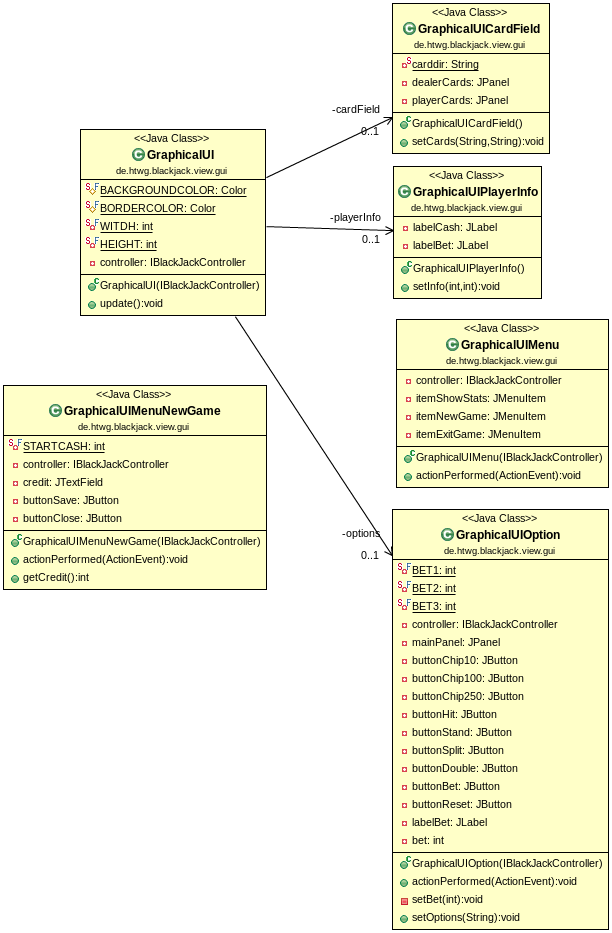 <<Java Class>>
GraphicalUICardField
de.htwg.blackjack.view.gui
carddir: String
dealerCards: JPanel
playerCards: JPanel
GraphicalUICardField()
setCards(String,String):void
-cardField
0..1
<<Java Class>>
GraphicalUI
de.htwg.blackjack.view.gui
BACKGROUNDCOLOR: Color
BORDERCOLOR: Color
WITDH: int
HEIGHT: int
controller: IBlackJackController
GraphicalUI(IBlackJackController)
update():void
-playerInfo
0..1
<<Java Class>>
GraphicalUIPlayerInfo
de.htwg.blackjack.view.gui
labelCash: JLabel
labelBet: JLabel
GraphicalUIPlayerInfo()
setInfo(int,int):void
<<Java Class>>
GraphicalUIMenu
de.htwg.blackjack.view.gui
controller: IBlackJackController
itemShowStats: JMenuItem
itemNewGame: JMenuItem
itemExitGame: JMenuItem
GraphicalUIMenu(IBlackJackController)
actionPerformed(ActionEvent):void
<<Java Class>>
GraphicalUIMenuNewGame
de.htwg.blackjack.view.gui
STARTCASH: int
controller: IBlackJackController
credit: JTextField
buttonSave: JButton
buttonClose: JButton
GraphicalUIMenuNewGame(IBlackJackController)
actionPerformed(ActionEvent):void
getCredit():int
-options
0..1
<<Java Class>>
GraphicalUIOption
de.htwg.blackjack.view.gui
BET1: int
BET2: int
BET3: int
controller: IBlackJackController
mainPanel: JPanel
buttonChip10: JButton
buttonChip100: JButton
buttonChip250: JButton
buttonHit: JButton
buttonStand: JButton
buttonSplit: JButton
buttonDouble: JButton
buttonBet: JButton
buttonReset: JButton
labelBet: JLabel
bet: int
GraphicalUIOption(IBlackJackController)
actionPerformed(ActionEvent):void
setBet(int):void
setOptions(String):void